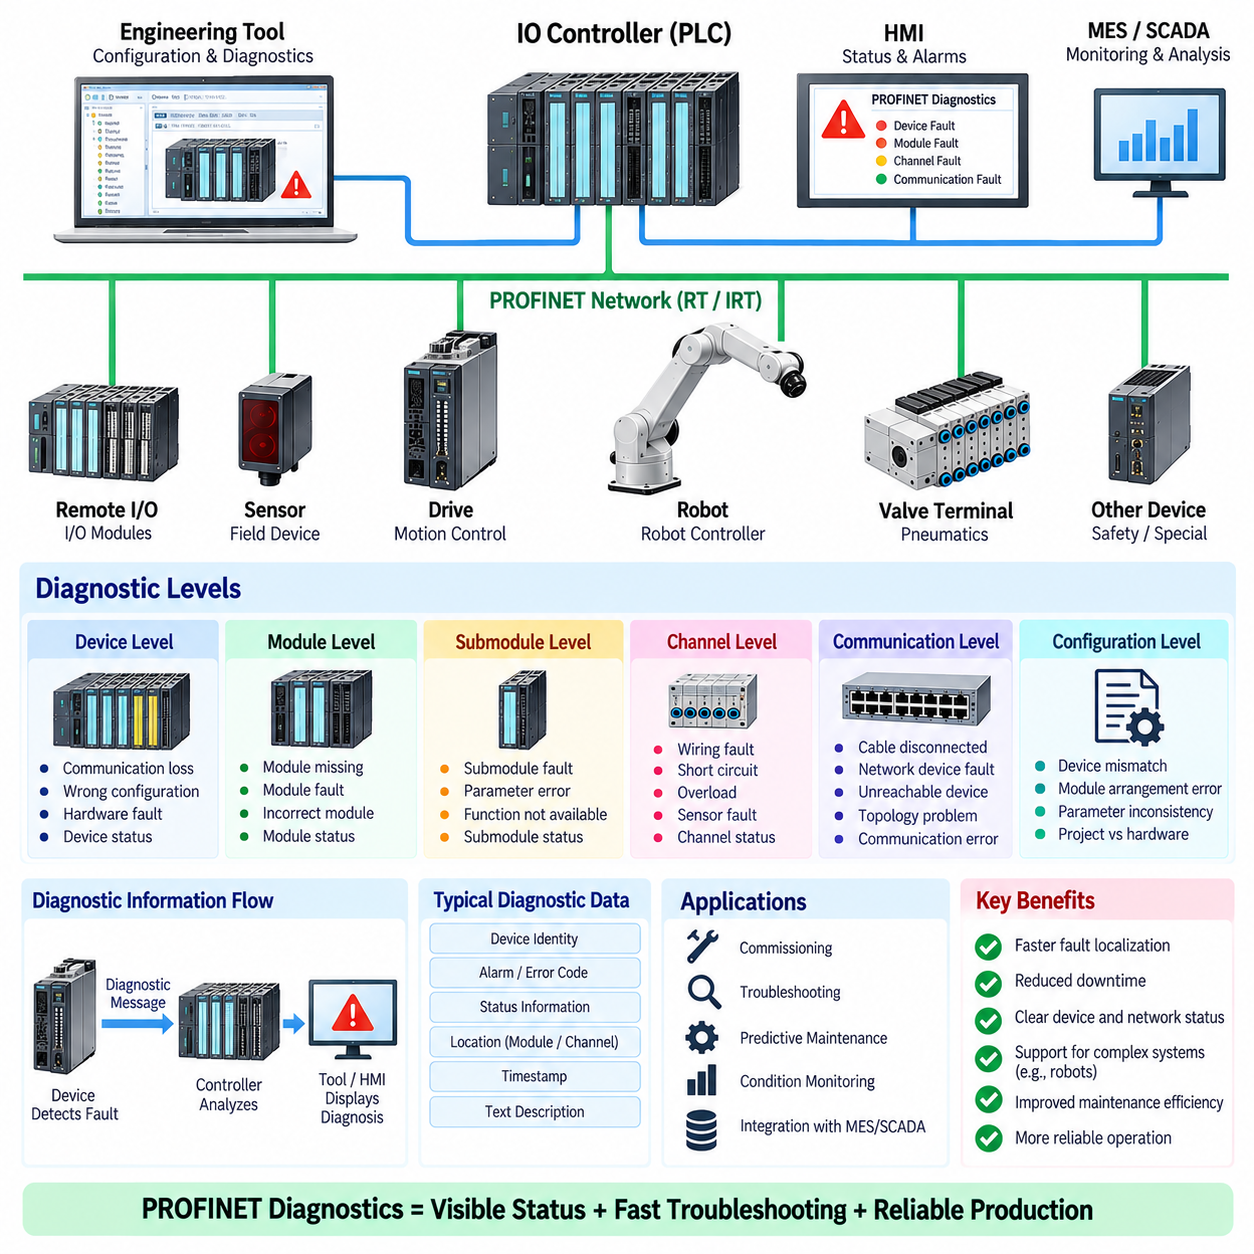 Engineering Tool
Configuration & Diagnostics
IO Controller (PLC)
HMI
Status & Alarms
MES / SCADA
Monitoring & Analysis
PROFINET Diagnostics
Device Fault
Module Fault
Channel Fault
Communication Fault
PROFINET Network (RT / IRT)
Remote I/O
I/O Modules
Sensor
Field Device
Drive
Motion Control
Robot
Robot Controller
Valve Terminal
Pneumatics
Other Device
Safety / Special
Diagnostic Levels
Device Level
Communication loss
Wrong configuration
Hardware fault
Device status
Module Level
Module missing
Module fault
Incorrect module
Module status
Submodule Level
Submodule fault
Parameter error
Function not available
Submodule status
Channel Level
Wiring fault
Short circuit
Overload
Sensor fault
Channel status
Communication Level
Cable disconnected
Network device fault
Unreachable device
Topology problem
Communication error
Configuration Level
Device mismatch
Module arrangement error
Parameter inconsistency
Project vs hardware
Diagnostic Information Flow
Diagnostic
Message
Device
Detects Fault
Controller
Analyzes
Tool / HMI
Displays
Diagnosis
Typical Diagnostic Data
Device Identity
Alarm / Error Code
Status Information
Location (Module / Channel)
Timestamp
Text Description
Applications
Commissioning
Troubleshooting
Predictive Maintenance
Condition Monitoring
Integration with MES/SCADA
Key Benefits
Faster fault localization
Reduced downtime
Clear device and network status
Support for complex systems
(e.g., robots)
Improved maintenance efficiency
More reliable operation
PROFINET Diagnostics = Visible Status + Fast Troubleshooting + Reliable Production